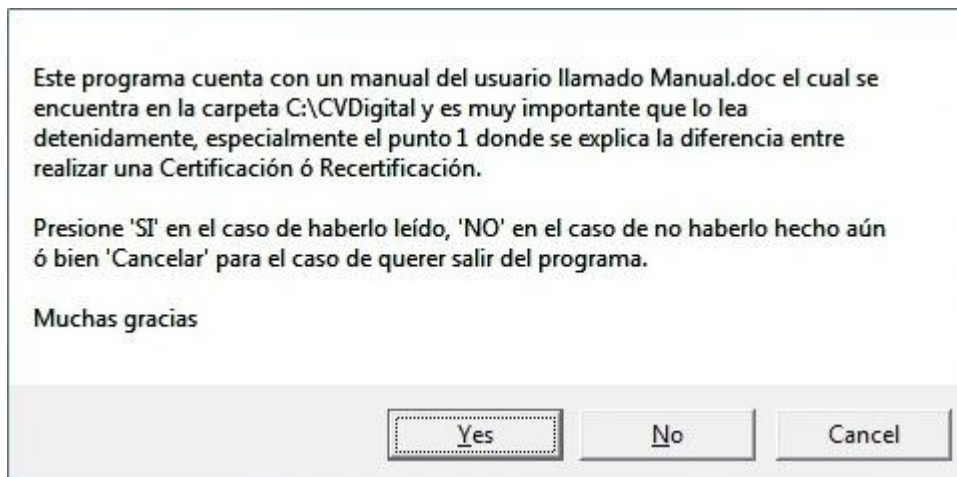 Este programa cuenta con un manual del usuario llamado Manual.doc el cual se
encuentra en la carpeta C:\CVDigital y es muy importante que lo lea
detenidamente, especialmente el punto 1 donde se explica la diferencia entre
realizar una Certificación ó Recertificación.
Presione 'SI' en el caso de haberlo leído, 'NO' en el caso de no haberlo hecho aún
ó bien 'Cancelar' para el caso de querer salir del programa.
Muchas gracias
Yes No Cancel